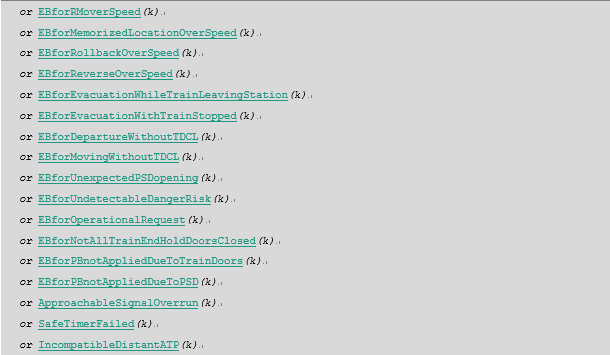 or EBforRMoverSpeed(k)
or EBforMemorizedLocationOverSpeed(k)
or EBforRollbackOverSpeed(k)
or EBforReverseOverSpeed(k)
or EBforEvacuationWhileTrainLeavingStation(k)
or EBforEvacuationWithTrainStopped(k)
or EBforDepartureWithoutTDCL(k)
or EBforMovingWithoutTDCL(k)
or EBforUnexpectedPSDopening(k)
or EBforUndetectableDangerRisk(k)
or EBforOperationalRequest(k)
or EBforNotAllTrainEndHoldDoorsClosed(k)
or EBforPBnotAppliedDueToTrainDoors(k)
or EBforPBnotAppliedDueToPSD(k)
or ApproachableSignalOverrun(k)
or SafeTimerFailed(k)
or IncompatibleDistantATP(k)